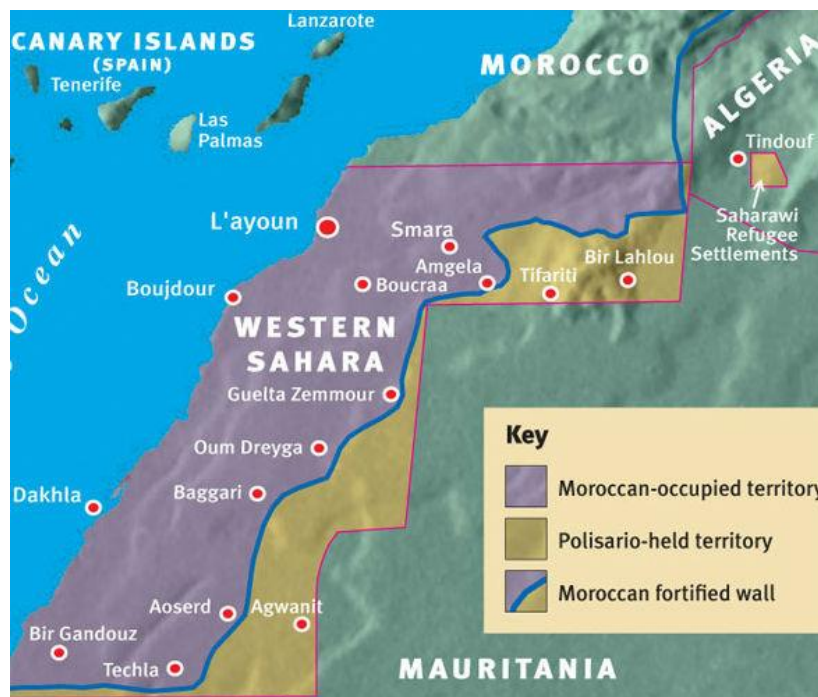 CANARY ISLANDS
(SPAIN)
Lanzarote
Tenerife
Las
Palmas
MOROCCO
ALGERIA
Tindouf
Saharawi
Refugee
Settlements
L'ayoun
Smara
Amgela
Bir Lahlou
Tifariti
Boucraa
Boujdour
Ocean
WESTERN
SAHARA
Guelta Zemmour
Oum Dreyga
Baggari
Dakhla
Aoserd
Agwanit
Bir Gandouz
Techla
MAURITANIA
Key
Moroccan-occupied territory
Polisario-held territory
Moroccan fortified wall